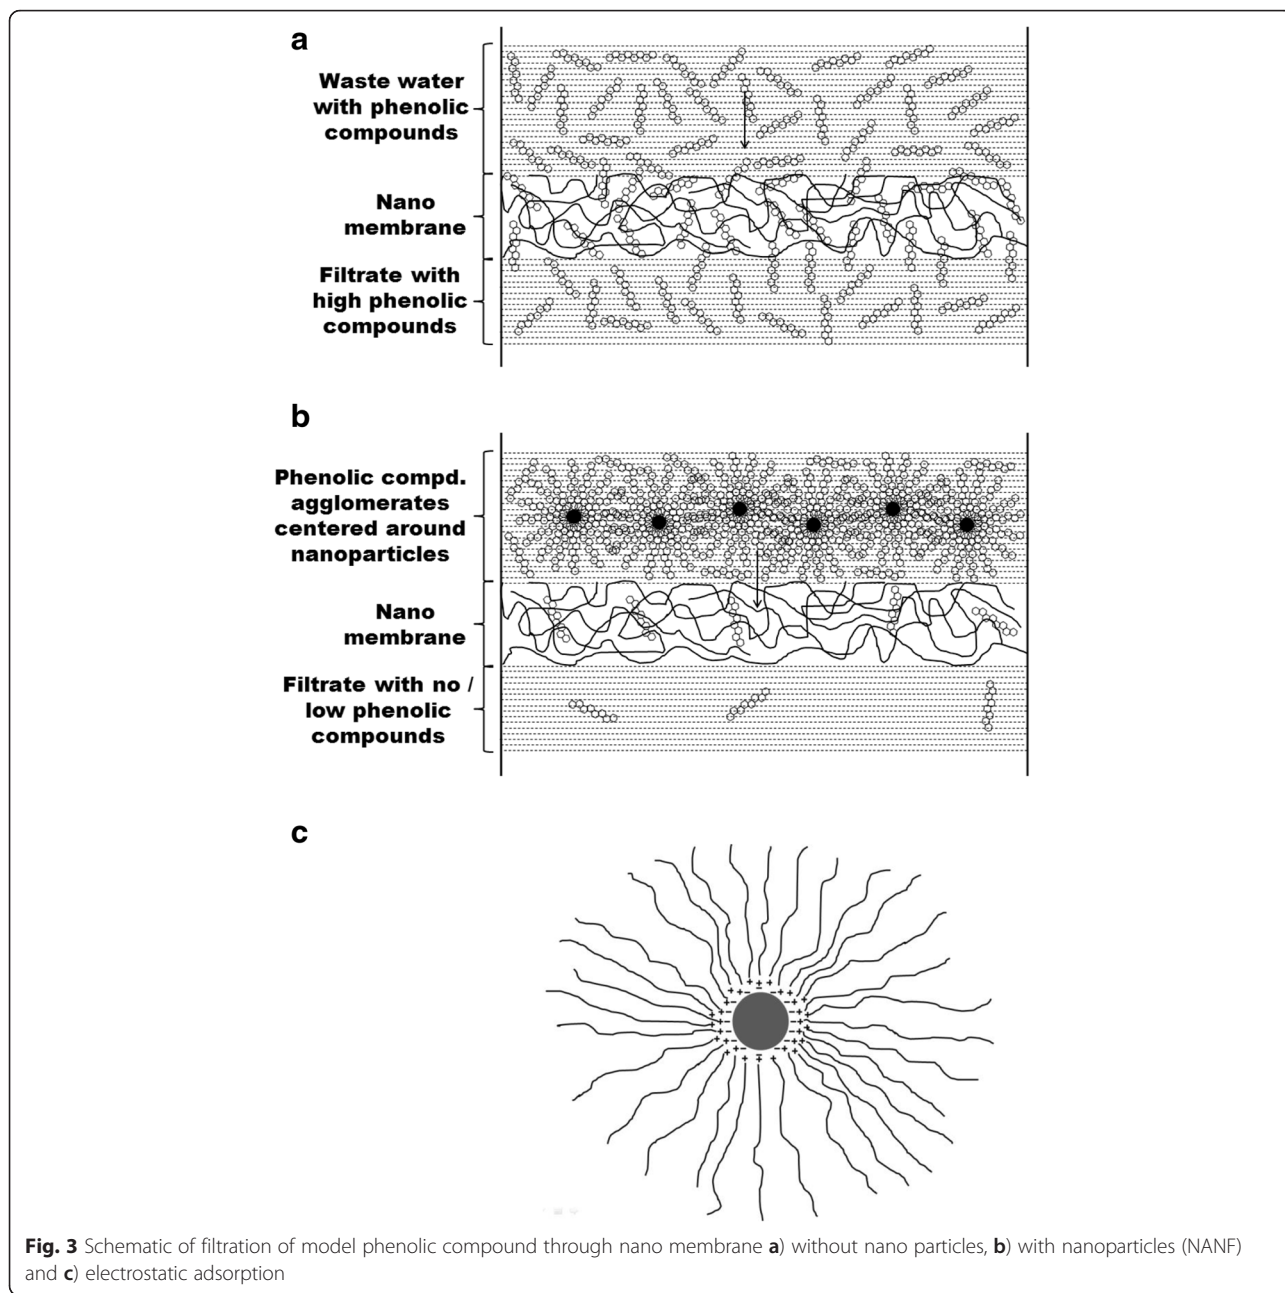 a
Waste water
with phenolic
compounds
Nano
membrane
Filtrate with
high phenolic
compounds
b
Phenolic compd.
agglomerates
centered around
nanoparticles
Nano
membrane
Filtrate with no /
low phenolic
compounds
c
Fig. 3 Schematic of filtration of model phenolic compound through nano membrane a) without nano particles, b) with nanoparticles (NANF)
and c) electrostatic adsorption